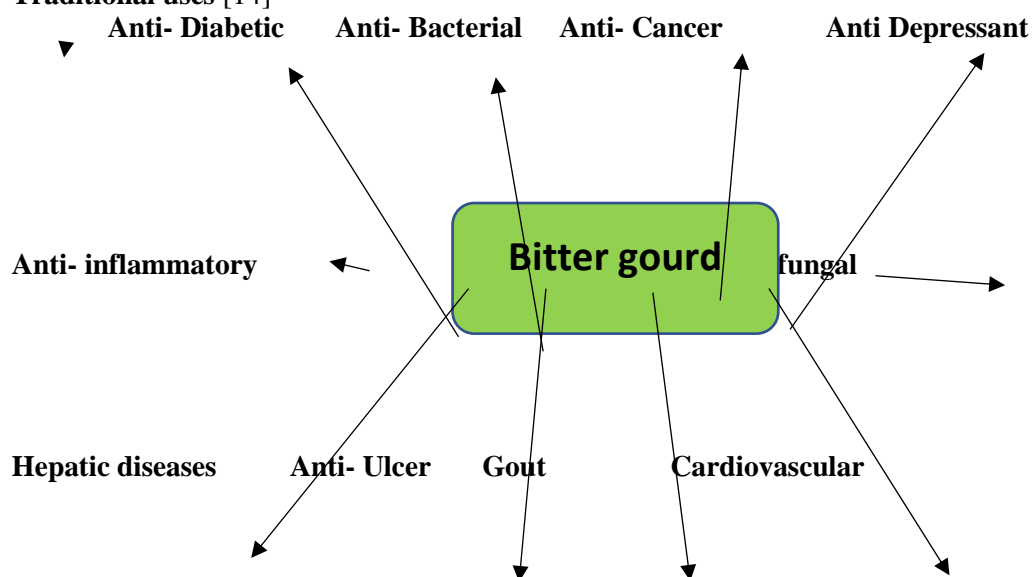 Traditional uses [14]
Anti- Diabetic Anti- Bacterial Anti- Cancer Anti Depressant
Anti- inflammatory Bitter gourd fungal
Hepatic diseases Anti- Ulcer Gout Cardiovascular